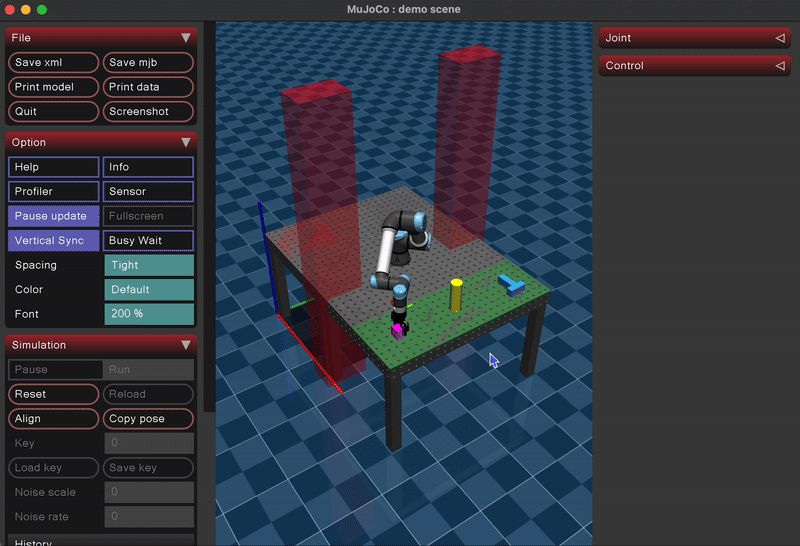 MuJoCo : demo scene
File
Save xml Save mjb
Print model Print data
Quit Screenshot
Option
Help Info
Profiler Sensor
Pause update Fullscreen
Vertical Sync Busy Wait
Spacing Tight
Color Default
Font 200 %
Simulation
Pause Run
Reset Reload
Align Copy pose
Key 0
Load key Save key
Noise scale 0
Noise rate 0
History
Joint
Control